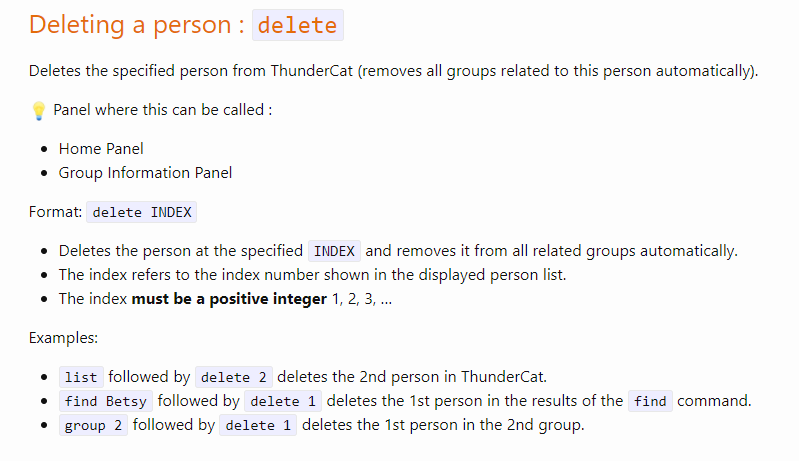 Deleting a person : delete
Deletes the specified person from ThunderCat (removes all groups related to this person automatically).
💡 Panel where this can be called :
• Home Panel
• Group Information Panel
Format: delete INDEX
• Deletes the person at the specified INDEX and removes it from all related groups automatically.
• The index refers to the index number shown in the displayed person list.
• The index must be a positive integer 1, 2, 3, …
Examples:
• list followed by delete 2 deletes the 2nd person in ThunderCat.
• find Betsy followed by delete 1 deletes the 1st person in the results of the find command.
• group 2 followed by delete 1 deletes the 1st person in the 2nd group.